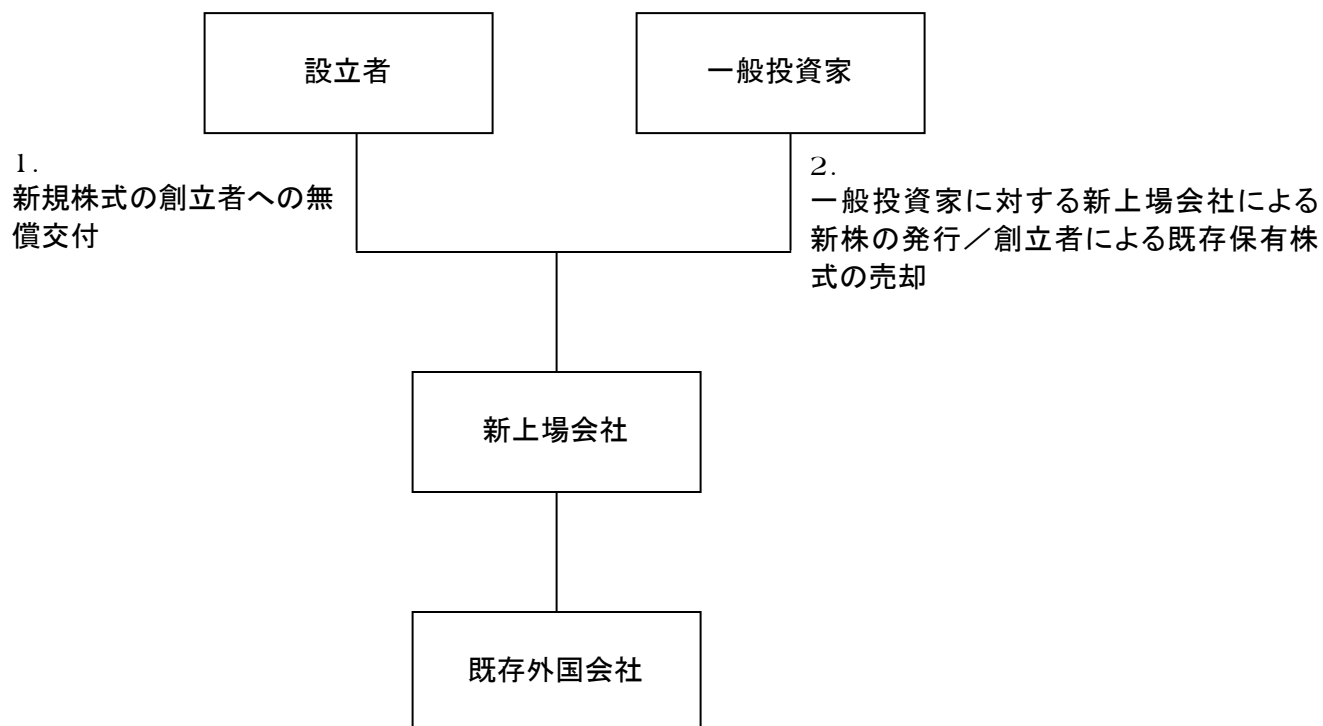 設立者
一般投資家
1.
新規株式の創立者への無
償交付
2.
一般投資家に対する新上場会社による
新株の発行／創立者による既存保有株
式の売却
新上場会社
既存外国会社